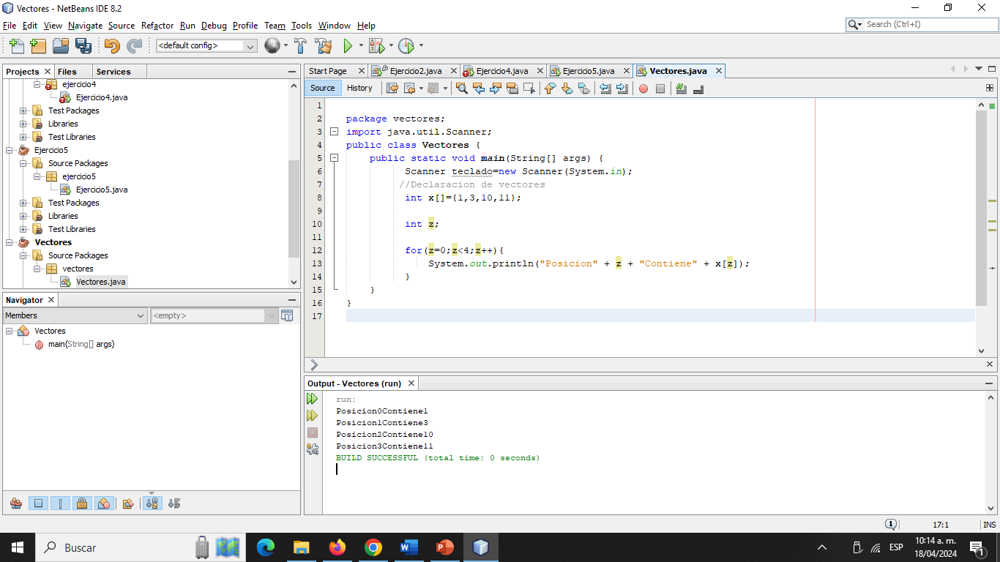 Vectores - NetBeans IDE 8.2
File Edit View Navigate Source Refactor Run Debug Profile Team Tools Window Help
Search (Ctrl+I)
<default config>
Projects Files Services
ejercicio4
Ejercicio4.java
Test Packages
Libraries
Test Libraries
Ejercicio5
Source Packages
ejercicio5
Ejercicio5.java
Test Packages
Libraries
Test Libraries
Vectores
Source Packages
vectores
Vectores.java
Navigator
Members <empty>
Vectores
main(String[] args)
Start Page Ejercicio2.java Ejercicio4.java Ejercicio5.java Vectores.java
Source History
1
2 package vectores;
3 import java.util.Scanner;
4 public class Vectores {
5 public static void main(String[] args) {
6 Scanner teclado=new Scanner(System.in);
7 //Declaracion de vectores
8 int x[]={1,3,10,11};
9
10 int z;
11
12 for(z=0;z<4;z++){
13 System.out.println("Posicion" + z + "Contiene" + x[z]);
14 }
15 }
16 }
17
Output - Vectores (run)
run:
Posicion0Contiene1
Posicion1Contiene3
Posicion2Contiene10
Posicion3Contiene11
BUILD SUCCESSFUL (total time: 0 seconds)
1 17:1 INS
Buscar
ESP
10:14 a. m.
18/04/2024
1